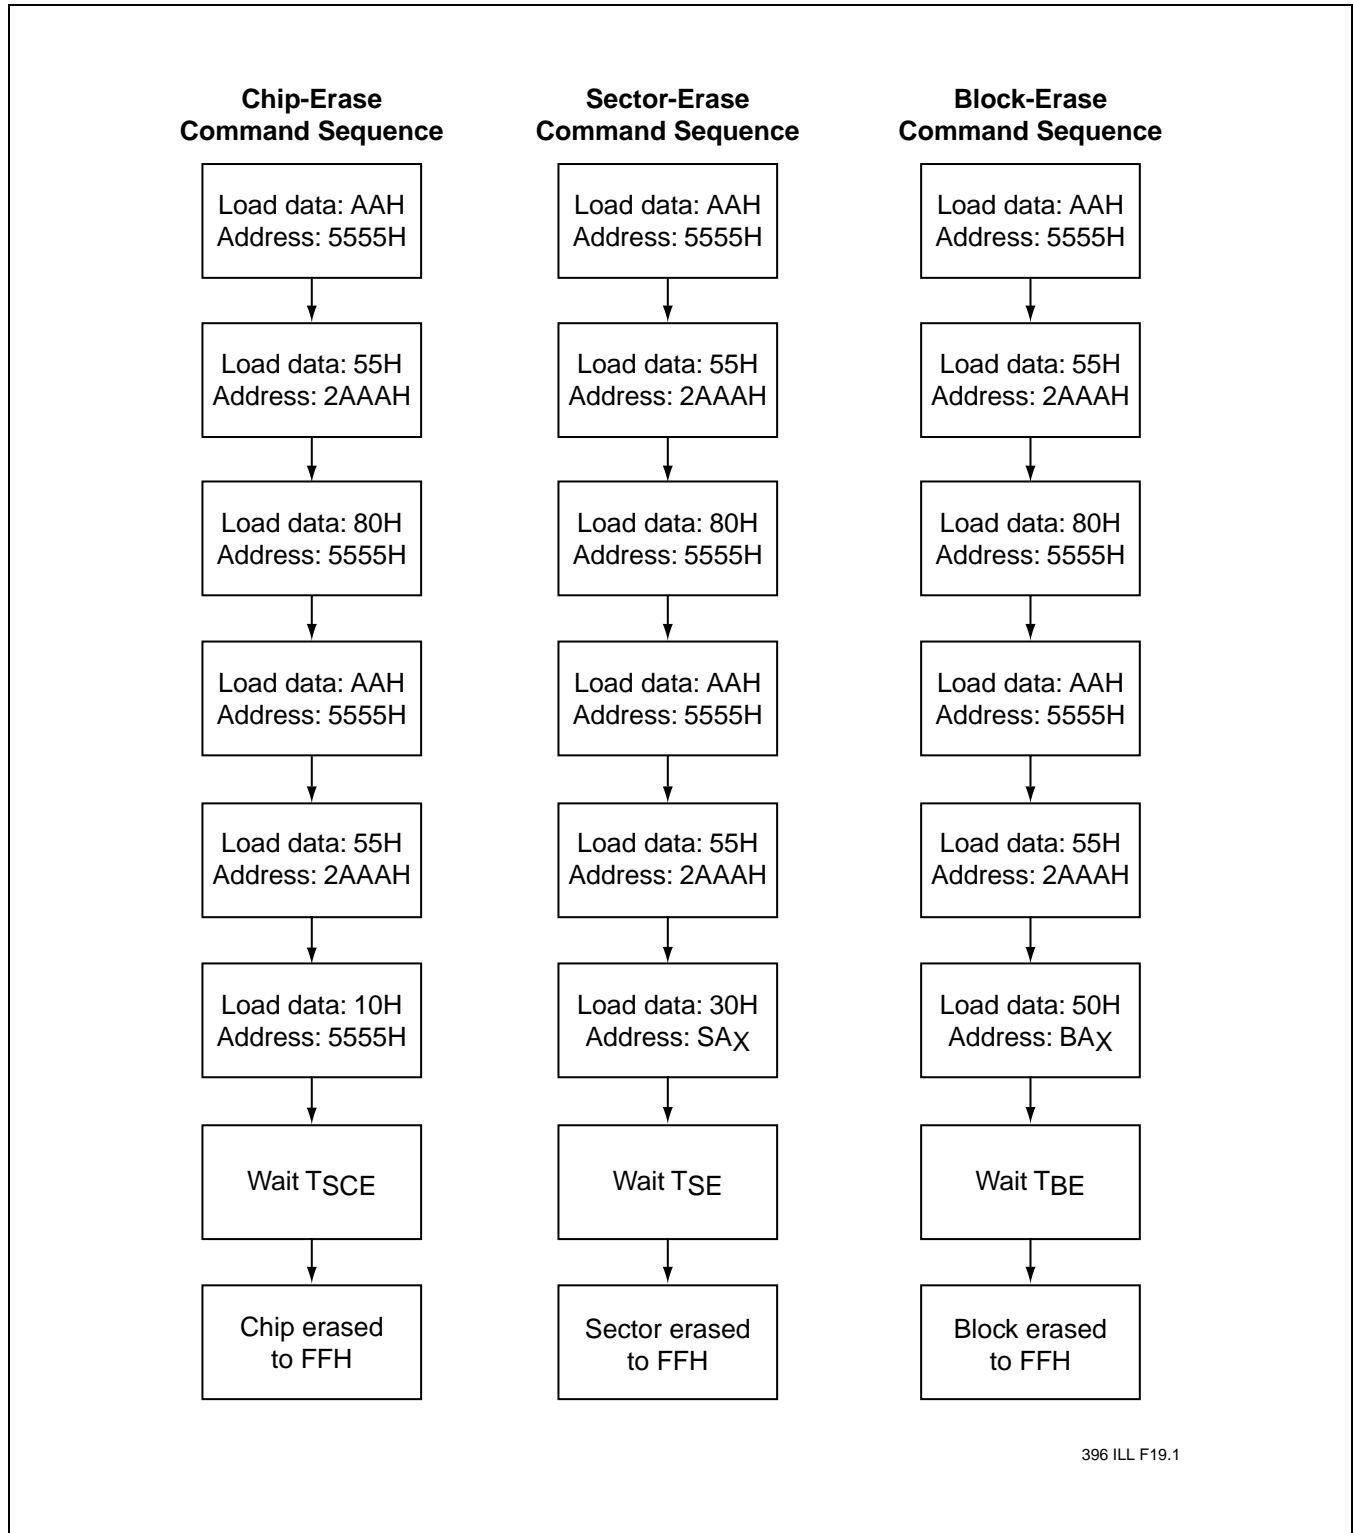 Chip-Erase
Command Sequence
Load data: AAH
Address: 5555H
Load data: 55H
Address: 2AAAH
Load data: 80H
Address: 5555H
Load data: AAH
Address: 5555H
Load data: 55H
Address: 2AAAH
Load data: 10H
Address: 5555H
Wait TSCE
Chip erased
to FFH
Sector-Erase
Command Sequence
Load data: AAH
Address: 5555H
Load data: 55H
Address: 2AAAH
Load data: 80H
Address: 5555H
Load data: AAH
Address: 5555H
Load data: 55H
Address: 2AAAH
Load data: 30H
Address: SAX
Wait TSE
Sector erased
to FFH
Block-Erase
Command Sequence
Load data: AAH
Address: 5555H
Load data: 55H
Address: 2AAAH
Load data: 80H
Address: 5555H
Load data: AAH
Address: 5555H
Load data: 55H
Address: 2AAAH
Load data: 50H
Address: BAX
Wait TBE
Block erased
to FFH
396 ILL F19.1